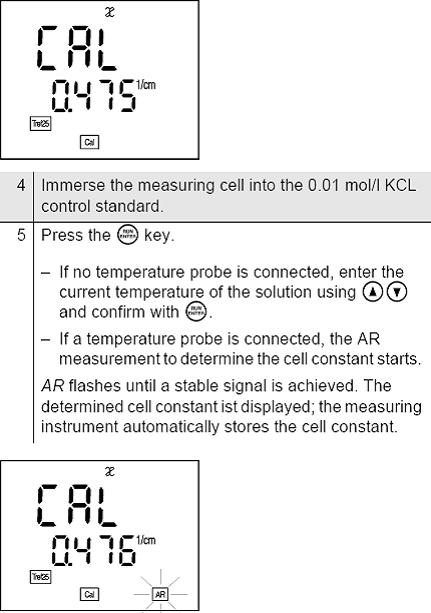 ϰ
CAL
0.475 1/cm
Tref25
Cal
4 Immerse the measuring cell into the 0.01 mol/l KCL
control standard.
5 Press the RUN ENTER key.
– If no temperature probe is connected, enter the
current temperature of the solution using ▲ ▼
and confirm with RUN ENTER.
– If a temperature probe is connected, the AR
measurement to determine the cell constant starts.
AR flashes until a stable signal is achieved. The
determined cell constant ist displayed; the measuring
instrument automatically stores the cell constant.
ϰ
CAL
0.476 1/cm
Tref25
Cal AR